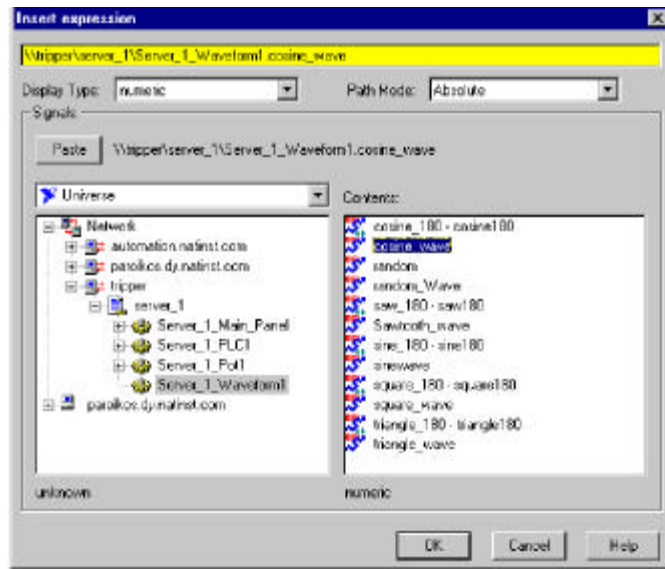 Insert expression
\\tripper\server_1\Server_1_Waveform1.cosine_wave
Display Type: numeric Path Mode: Absolute
Signals
Paste \\tripper\server_1\Server_1_Waveform1.cosine_wave
Universe Contents:
Network
automation.natinst.com
paroikos.dy.natinst.com
tripper
server_1
Server_1_Main_Panel
Server_1_PLC1
Server_1_Pot1
Server_1_Waveform1
paroikos.dy.natinst.com
cosine_180 - cosine180
cosine_wave
random
random_Wave
saw_180 - saw180
Sawtooth_wave
sine_180 - sine180
sinewave
square_180 - square180
square_wave
triangle_180 - triangle180
triangle_wave
unknown numeric
OK Cancel Help